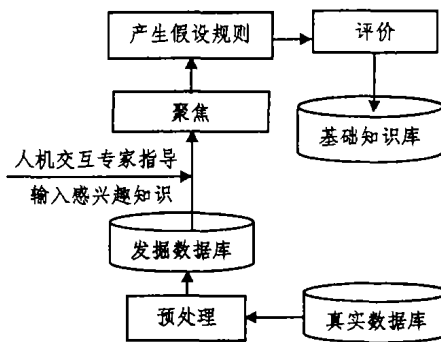 产生假设规则
评价
聚焦
基础知识库
人机交互专家指导
输入感兴趣知识
发掘数据库
预处理
真实数据库